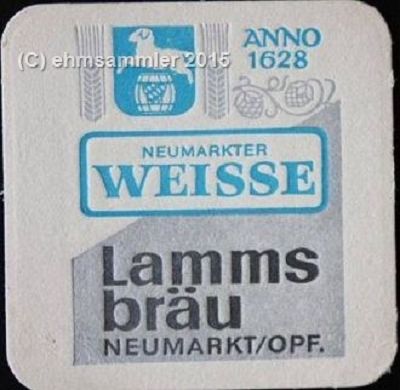 (C) ehmsammler 2015
ANNO
1628
NEUMARKTER
WEISSE
Lamms
bräu
NEUMARKT/OPF.